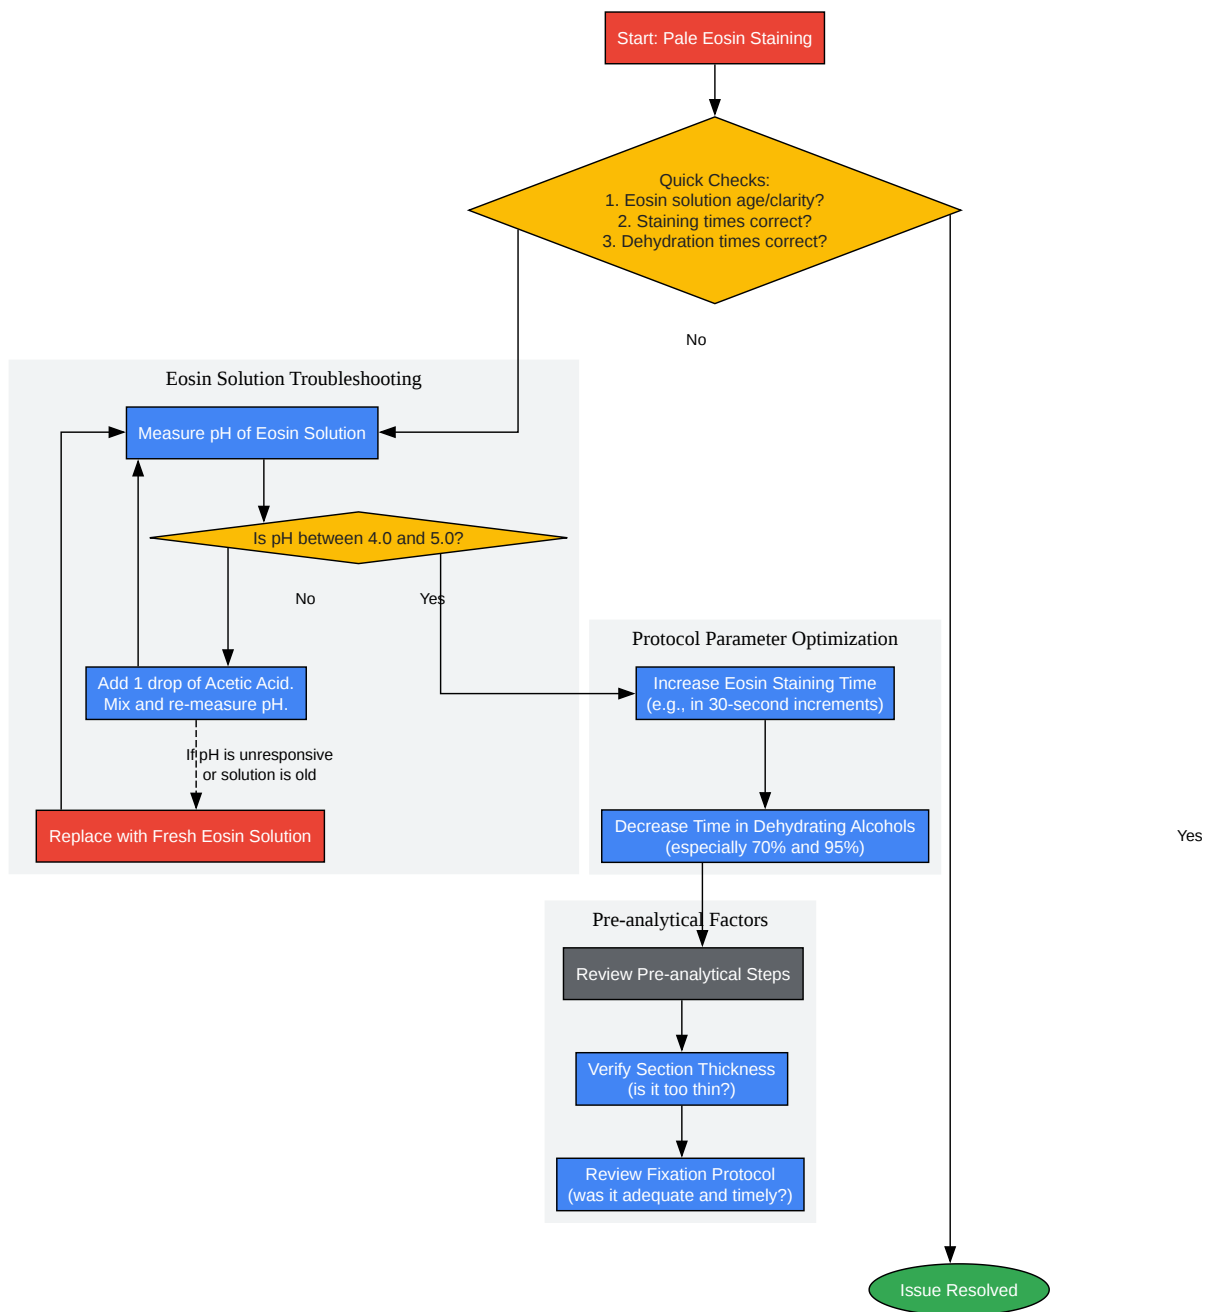 Start: Pale Eosin Staining
Quick Checks:
1. Eosin solution age/clarity?
2. Staining times correct?
3. Dehydration times correct?
No
Eosin Solution Troubleshooting
Measure pH of Eosin Solution
Is pH between 4.0 and 5.0?
No
Yes
Add 1 drop of Acetic Acid.
Mix and re-measure pH.
If pH is unresponsive
or solution is old
Replace with Fresh Eosin Solution
Protocol Parameter Optimization
Increase Eosin Staining Time
(e.g., in 30-second increments)
Decrease Time in Dehydrating Alcohols
(especially 70% and 95%)
Yes
Pre-analytical Factors
Review Pre-analytical Steps
Verify Section Thickness
(is it too thin?)
Review Fixation Protocol
(was it adequate and timely?)
Issue Resolved